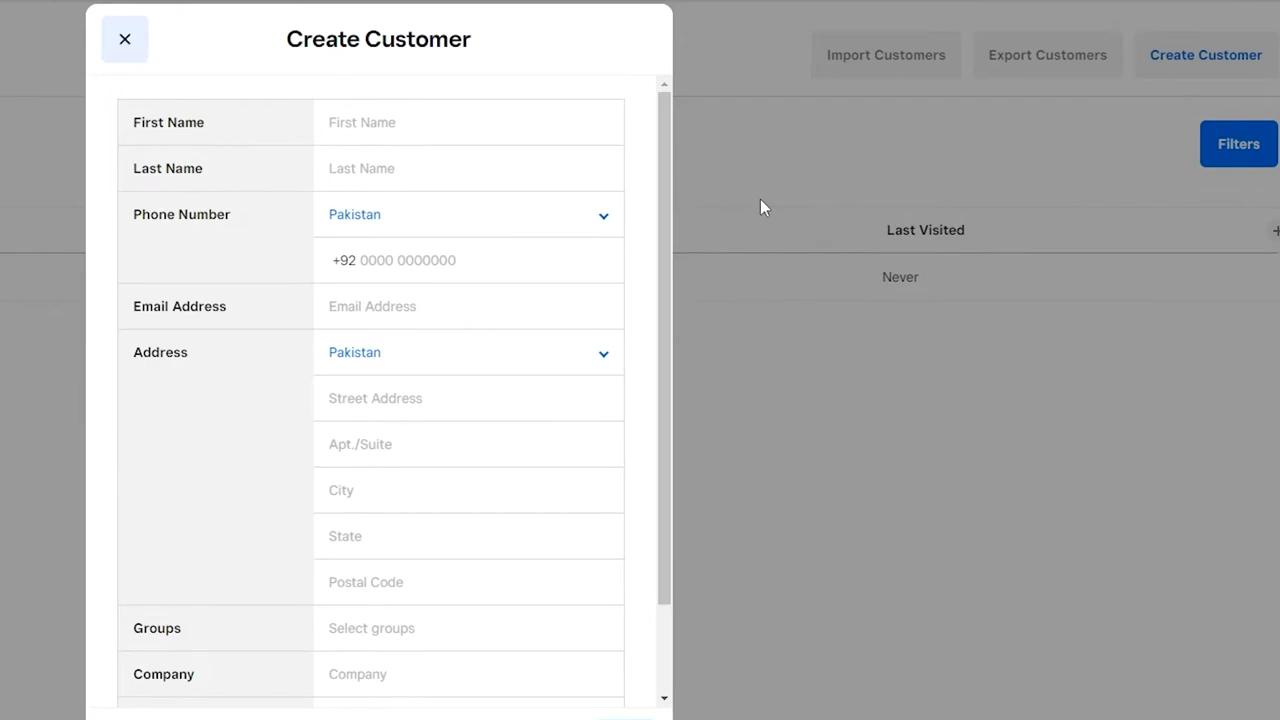 Create Customer
Import Customers
Export Customers
Create Customer
Filters
First Name
First Name
Last Name
Last Name
Phone Number
Pakistan
+92 0000 0000000
Last Visited
Never
Email Address
Email Address
Address
Pakistan
Street Address
Apt./Suite
City
State
Postal Code
Groups
Select groups
Company
Company